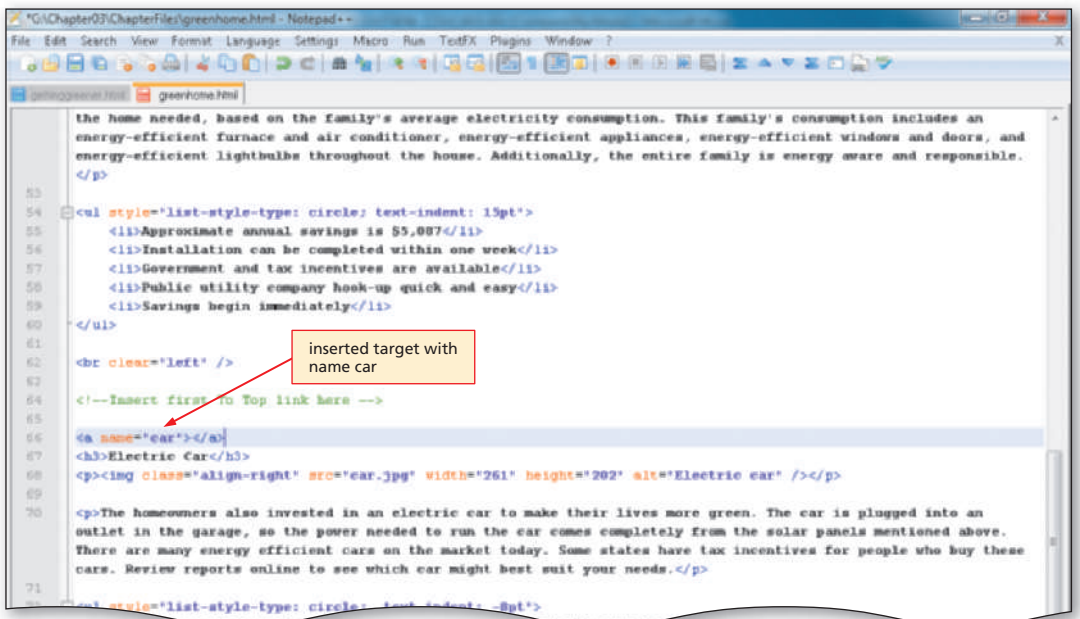 *G:\Chapter03\ChapterFiles\greenhome.html - Notepad++
File Edit Search View Format Language Settings Macro Run TextFX Plugins Window ?
X
gettinggreener.html greenhome.html
the home needed, based on the family's average electricity consumption. This family's consumption includes an
energy-efficient furnace and air conditioner, energy-efficient appliances, energy-efficient windows and doors, and
energy-efficient lightbulbs throughout the house. Additionally, the entire family is energy aware and responsible.
</p>
53
54 <ul style="list-style-type: circle; text-indent: 15pt">
55 <li>Approximate annual savings is $5,087</li>
56 <li>Installation can be completed within one week</li>
57 <li>Government and tax incentives are available</li>
58 <li>Public utility company hook-up quick and easy</li>
59 <li>Savings begin immediately</li>
60 </ul>
61
62 <br clear="left" />
63
64 <!--Insert first To Top link here -->
65
66 <a name="car"></a>
67 <h3>Electric Car</h3>
68 <p><img class="align-right" src="car.jpg" width="261" height="202" alt="Electric car" /></p>
69
70 <p>The homeowners also invested in an electric car to make their lives more green. The car is plugged into an
outlet in the garage, so the power needed to run the car comes completely from the solar panels mentioned above.
There are many energy efficient cars on the market today. Some states have tax incentives for people who buy these
cars. Review reports online to see which car might best suit your needs.</p>
71
<ul style="list-style-type: circle; text-indent: -8pt">
inserted target with
name car